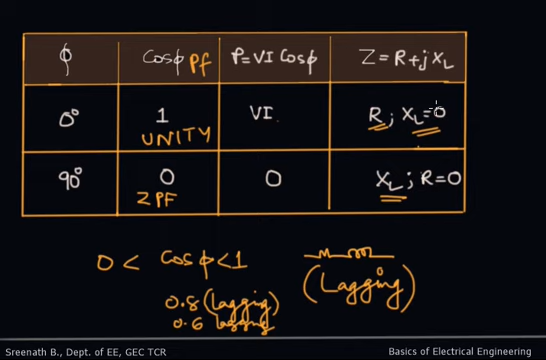 ϕ Cosϕ PF P=VI Cosϕ Z=R+jXL
0° 1 VI R; XL=0
UNITY
90° 0 0 XL; R=0
ZPF
0 < Cosϕ<1
(Lagging)
0.8 (lagging)
0.6 lagging
Sreenath B., Dept. of EE, GEC TCR Basics of Electrical Engineering